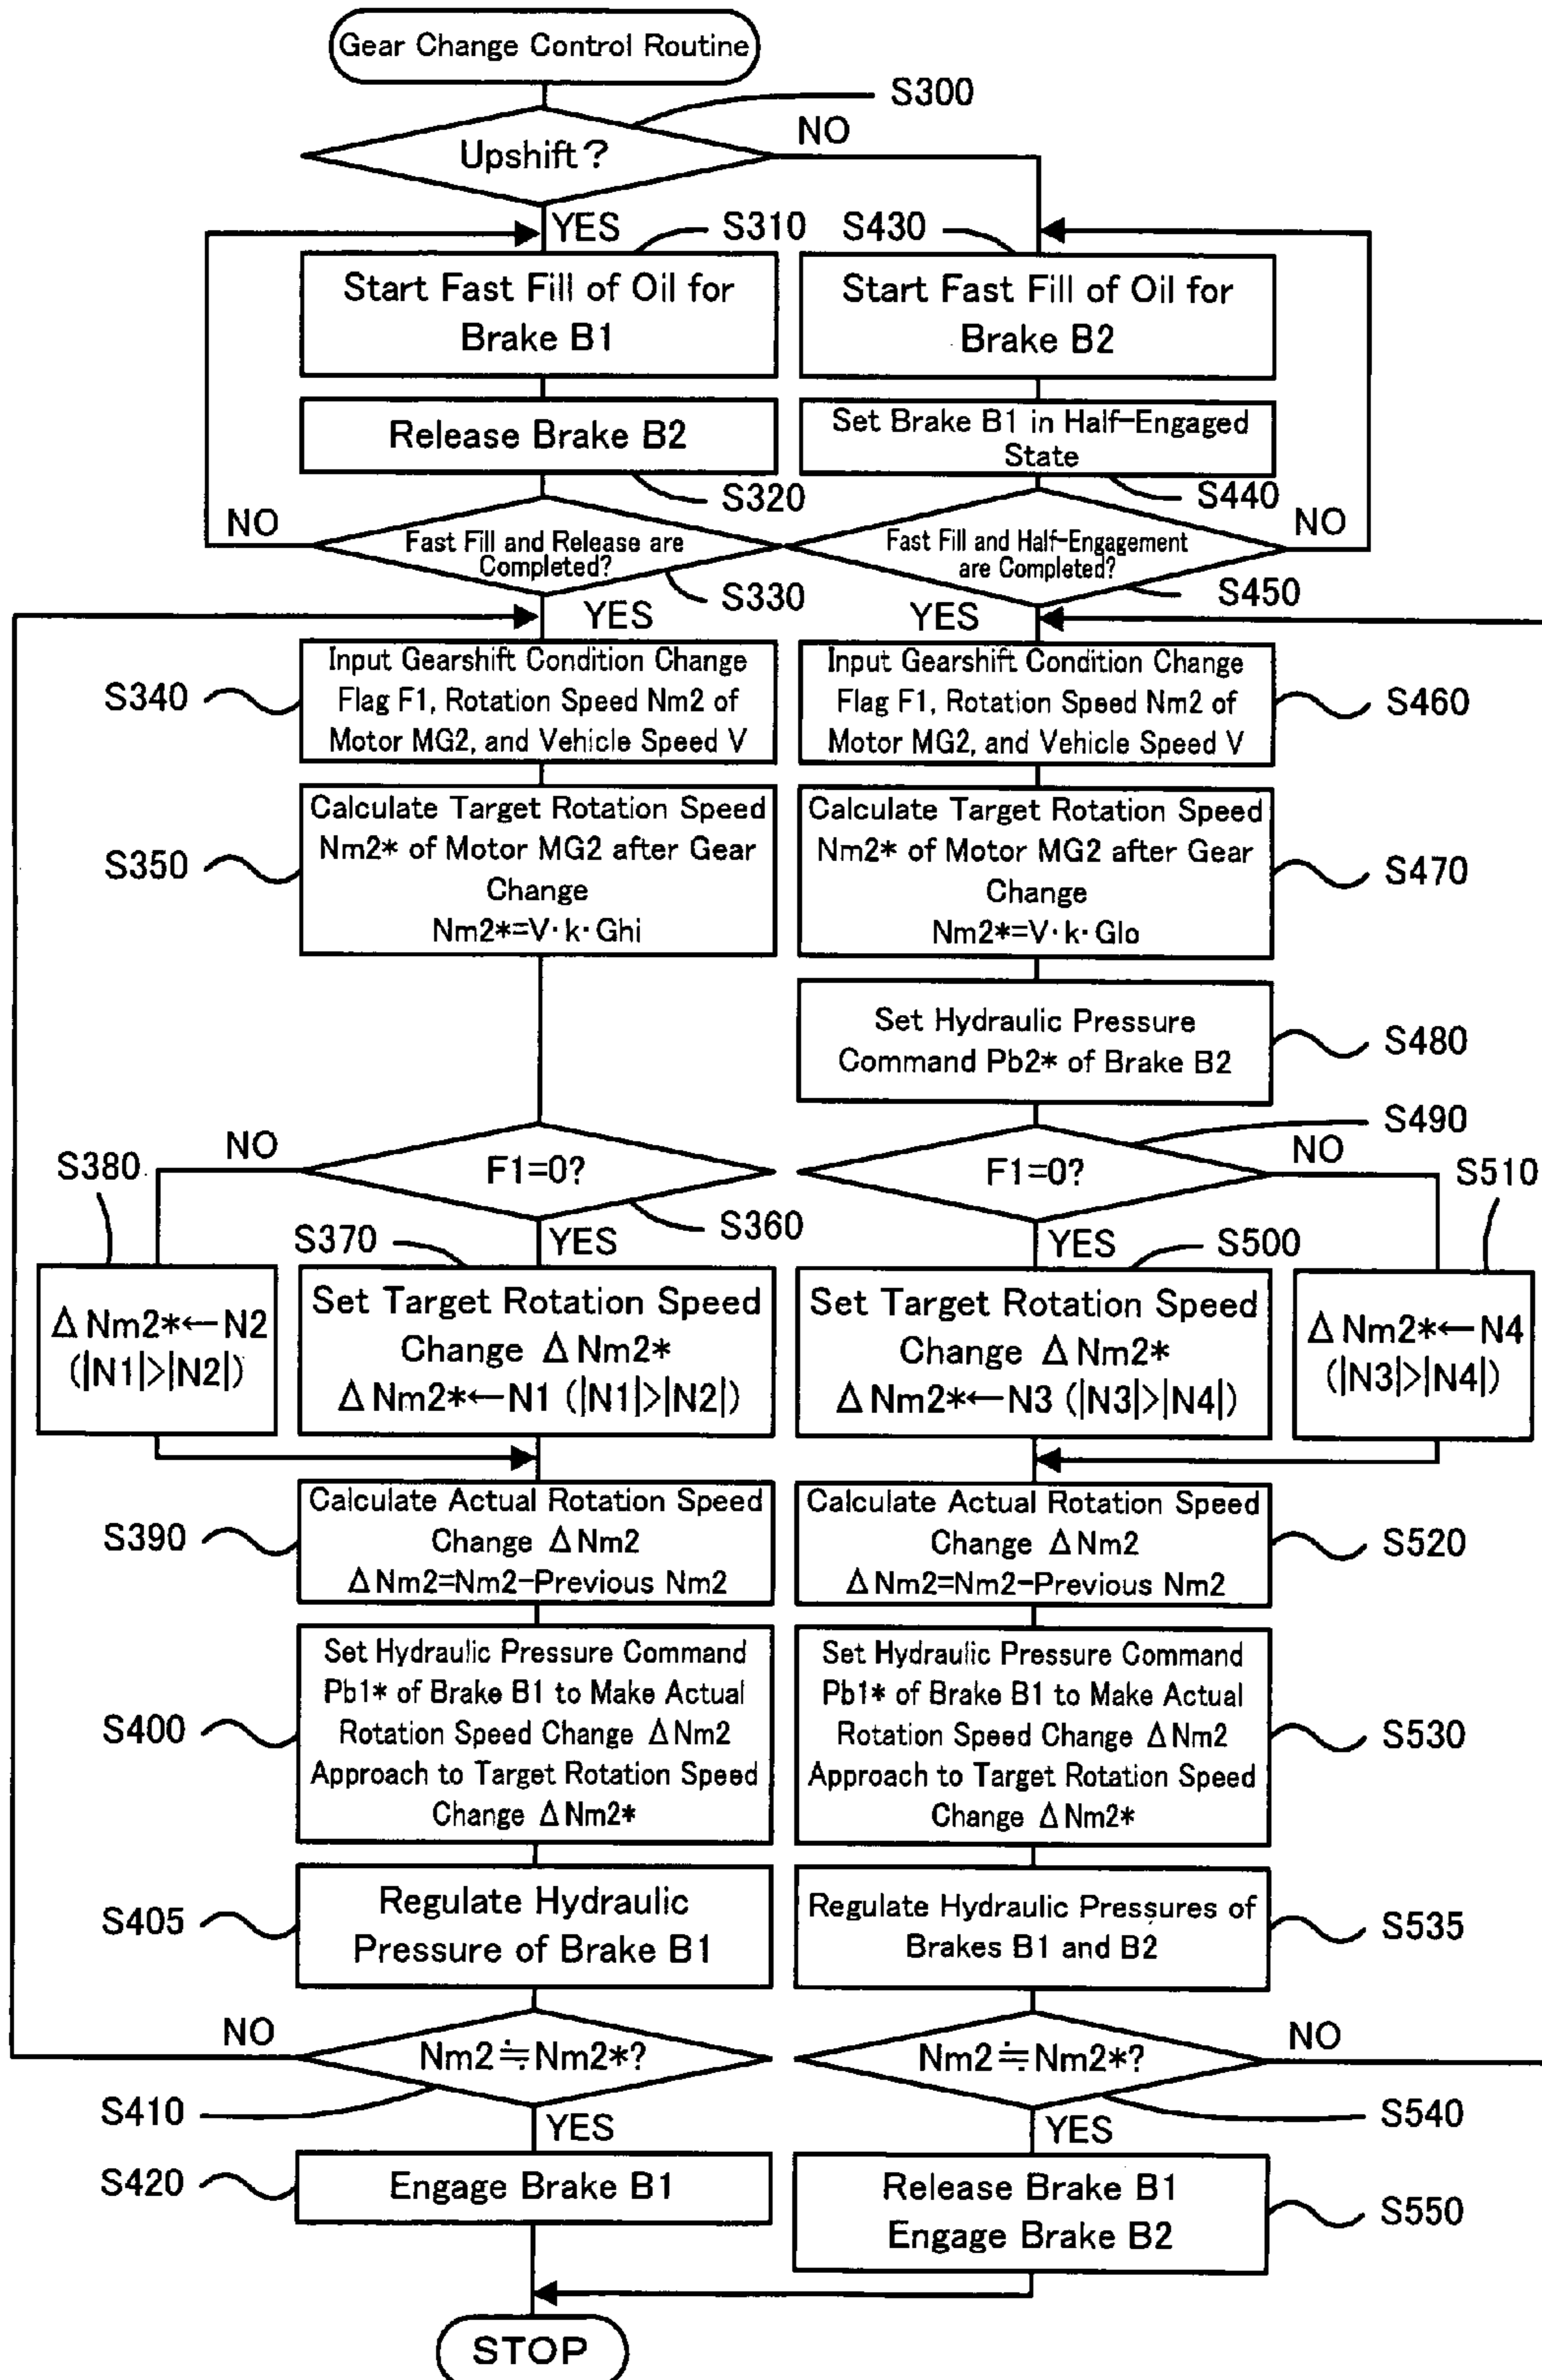 Gear Change Control Routine
S300
Upshift?
NO
YES
S310
Start Fast Fill of Oil for
Brake B1
Release Brake B2
S320
NO
Fast Fill and Release are
Completed?
S330
YES
S340
Input Gearshift Condition Change
Flag F1, Rotation Speed Nm2 of
Motor MG2, and Vehicle Speed V
S350
Calculate Target Rotation Speed
Nm2* of Motor MG2 after Gear
Change
Nm2*=V·k·Ghi
NO
F1=0?
S360
YES
S380
ΔNm2*←N2
(|N1|>|N2|)
S370
Set Target Rotation Speed
Change ΔNm2*
ΔNm2*←N1 (|N1|>|N2|)
S390
Calculate Actual Rotation Speed
Change ΔNm2
ΔNm2=Nm2-Previous Nm2
S400
Set Hydraulic Pressure Command
Pb1* of Brake B1 to Make Actual
Rotation Speed Change ΔNm2
Approach to Target Rotation Speed
Change ΔNm2*
S405
Regulate Hydraulic
Pressure of Brake B1
NO
Nm2≒Nm2*?
S410
YES
S420
Engage Brake B1
S430
Start Fast Fill of Oil for
Brake B2
Set Brake B1 in Half-Engaged
State
S440
NO
Fast Fill and Half-Engagement
are Completed?
S450
YES
Input Gearshift Condition Change
Flag F1, Rotation Speed Nm2 of
Motor MG2, and Vehicle Speed V
S460
Calculate Target Rotation Speed
Nm2* of Motor MG2 after Gear
Change
Nm2*=V·k·Glo
S470
Set Hydraulic Pressure
Command Pb2* of Brake B2
S480
S490
F1=0?
NO
YES
S500
Set Target Rotation Speed
Change ΔNm2*
ΔNm2*←N3 (|N3|>|N4|)
S510
ΔNm2*←N4
(|N3|>|N4|)
Calculate Actual Rotation Speed
Change ΔNm2
ΔNm2=Nm2-Previous Nm2
S520
Set Hydraulic Pressure Command
Pb1* of Brake B1 to Make Actual
Rotation Speed Change ΔNm2
Approach to Target Rotation Speed
Change ΔNm2*
S530
Regulate Hydraulic Pressures of
Brakes B1 and B2
S535
Nm2≒Nm2*?
NO
S540
YES
Release Brake B1
Engage Brake B2
S550
STOP